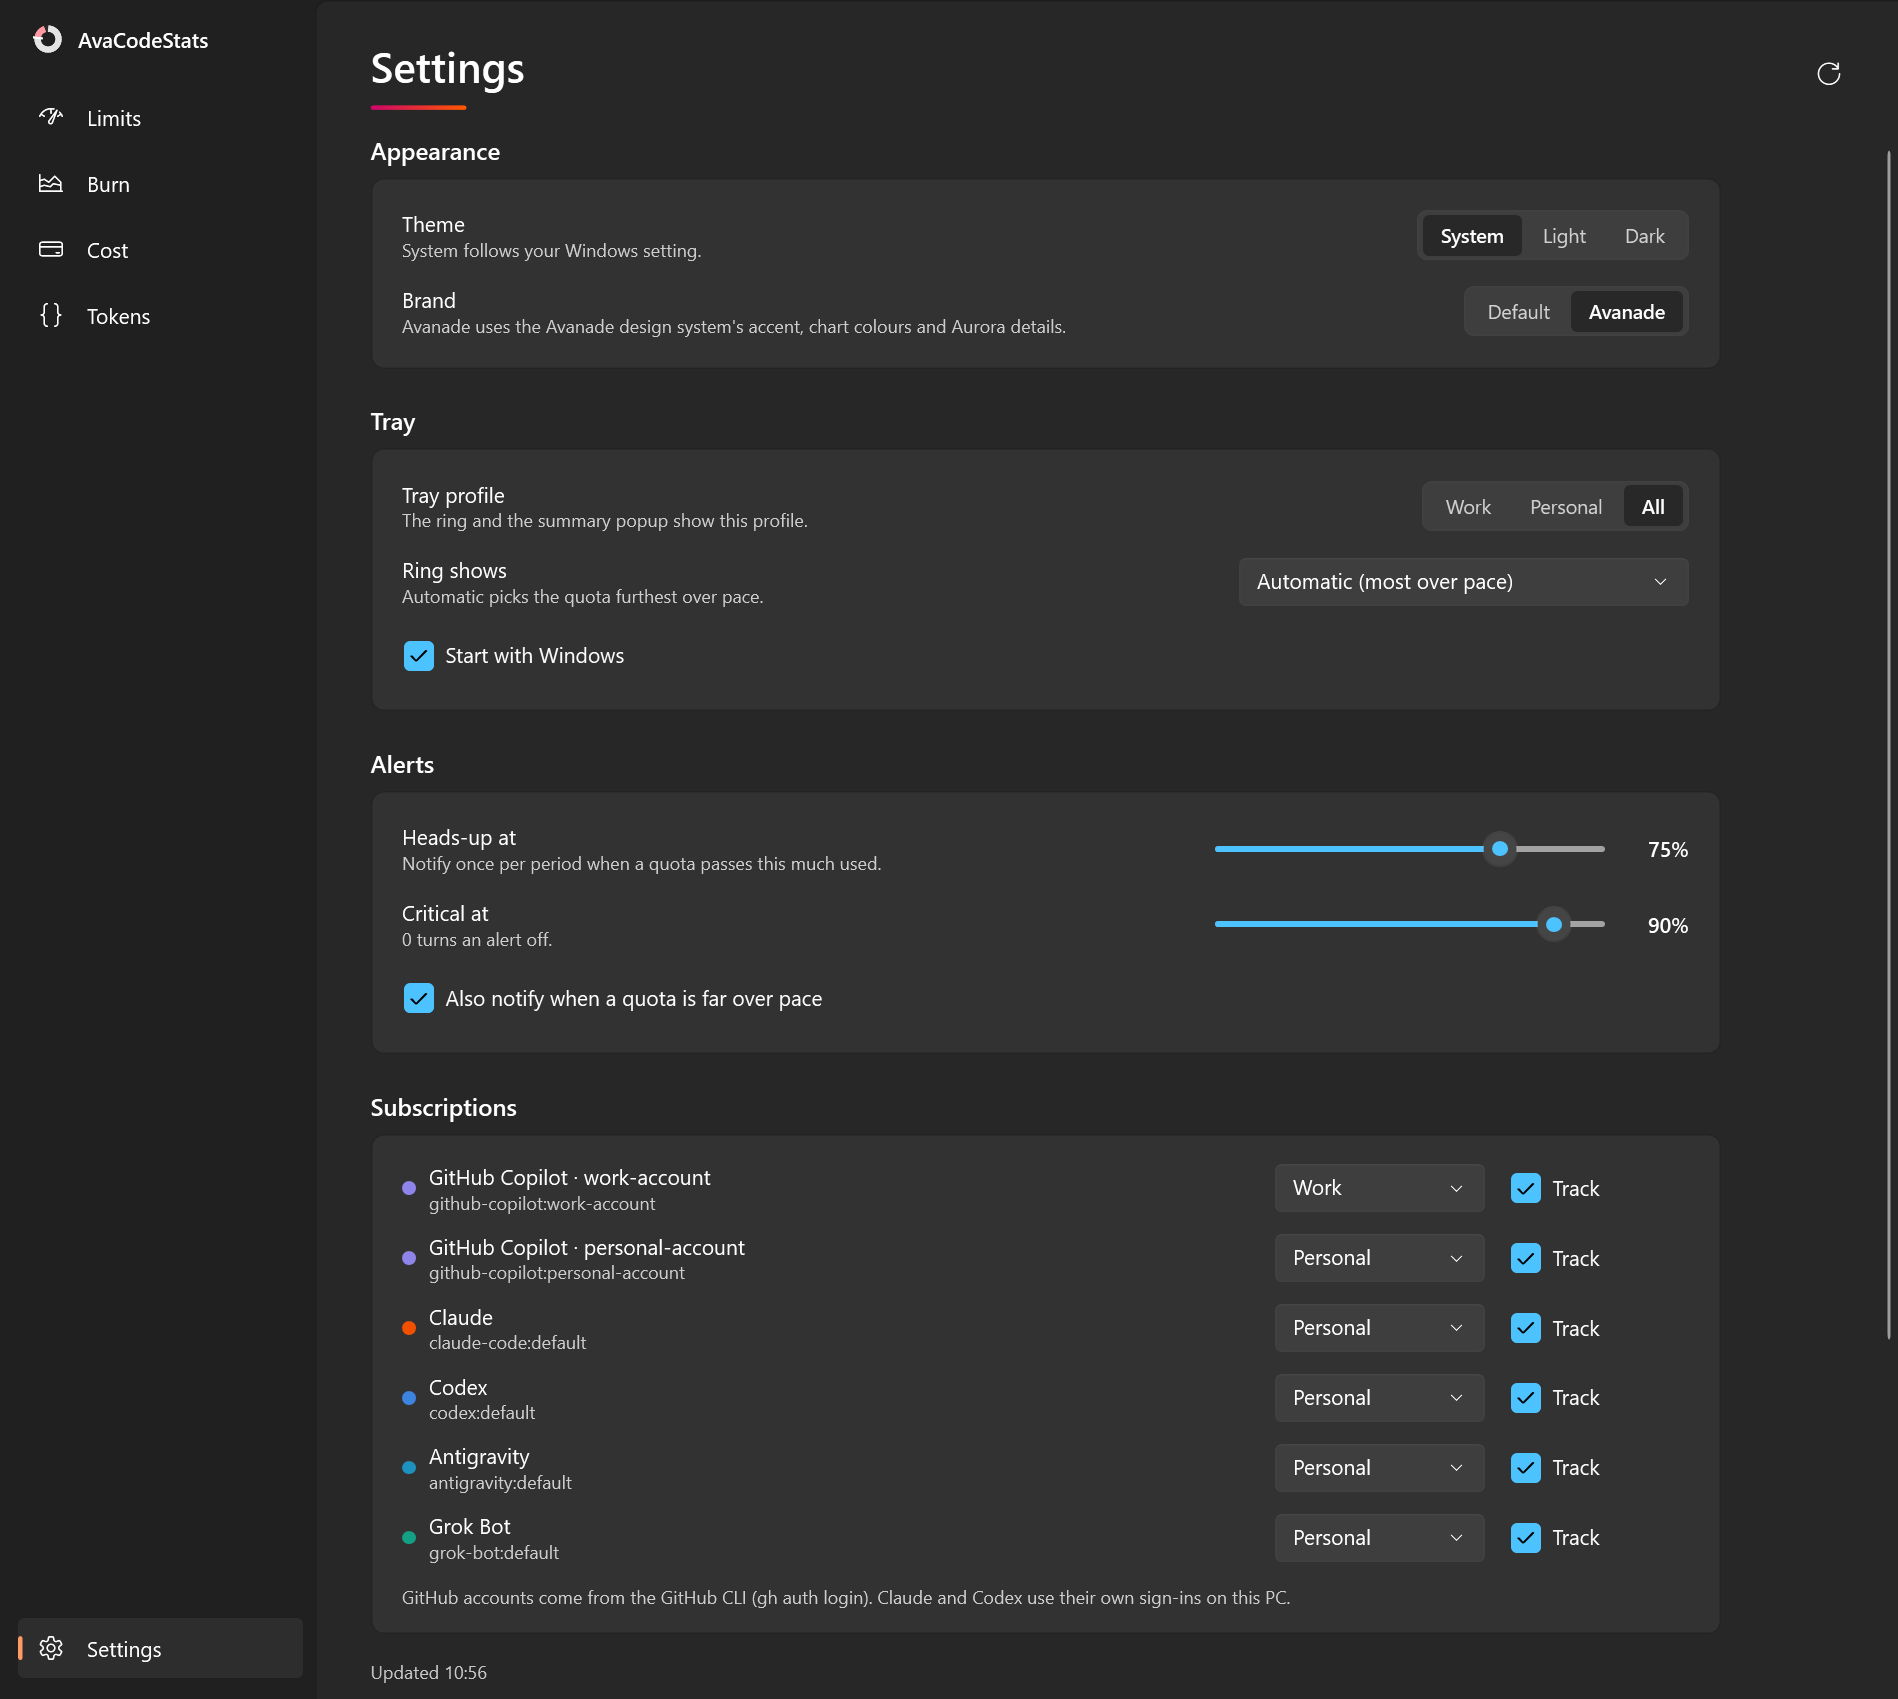 AvaCodeStats
Limits
Burn
Cost
Tokens
Settings
Settings
Appearance
Theme
System follows your Windows setting.
System
Light
Dark
Brand
Avanade uses the Avanade design system's accent, chart colours and Aurora details.
Default
Avanade
Tray
Tray profile
The ring and the summary popup show this profile.
Work
Personal
All
Ring shows
Automatic picks the quota furthest over pace.
Automatic (most over pace)
Start with Windows
Alerts
Heads-up at
Notify once per period when a quota passes this much used.
75%
Critical at
0 turns an alert off.
90%
Also notify when a quota is far over pace
Subscriptions
GitHub Copilot · work-account
github-copilot:work-account
Work
Track
GitHub Copilot · personal-account
github-copilot:personal-account
Personal
Track
Claude
claude-code:default
Personal
Track
Codex
codex:default
Personal
Track
Antigravity
antigravity:default
Personal
Track
Grok Bot
grok-bot:default
Personal
Track
GitHub accounts come from the GitHub CLI (gh auth login). Claude and Codex use their own sign-ins on this PC.
Updated 10:56